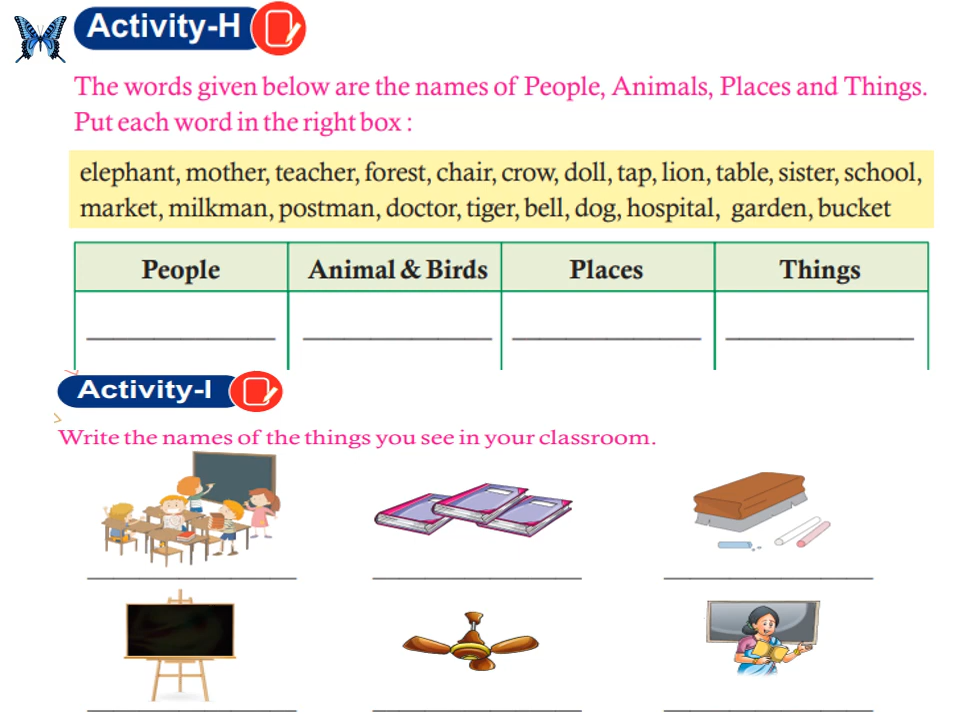 Activity-H
The words given below are the names of People, Animals, Places and Things.
Put each word in the right box :
elephant, mother, teacher, forest, chair, crow, doll, tap, lion, table, sister, school,
market, milkman, postman, doctor, tiger, bell, dog, hospital, garden, bucket
People Animal & Birds Places Things
Activity-I
Write the names of the things you see in your classroom.